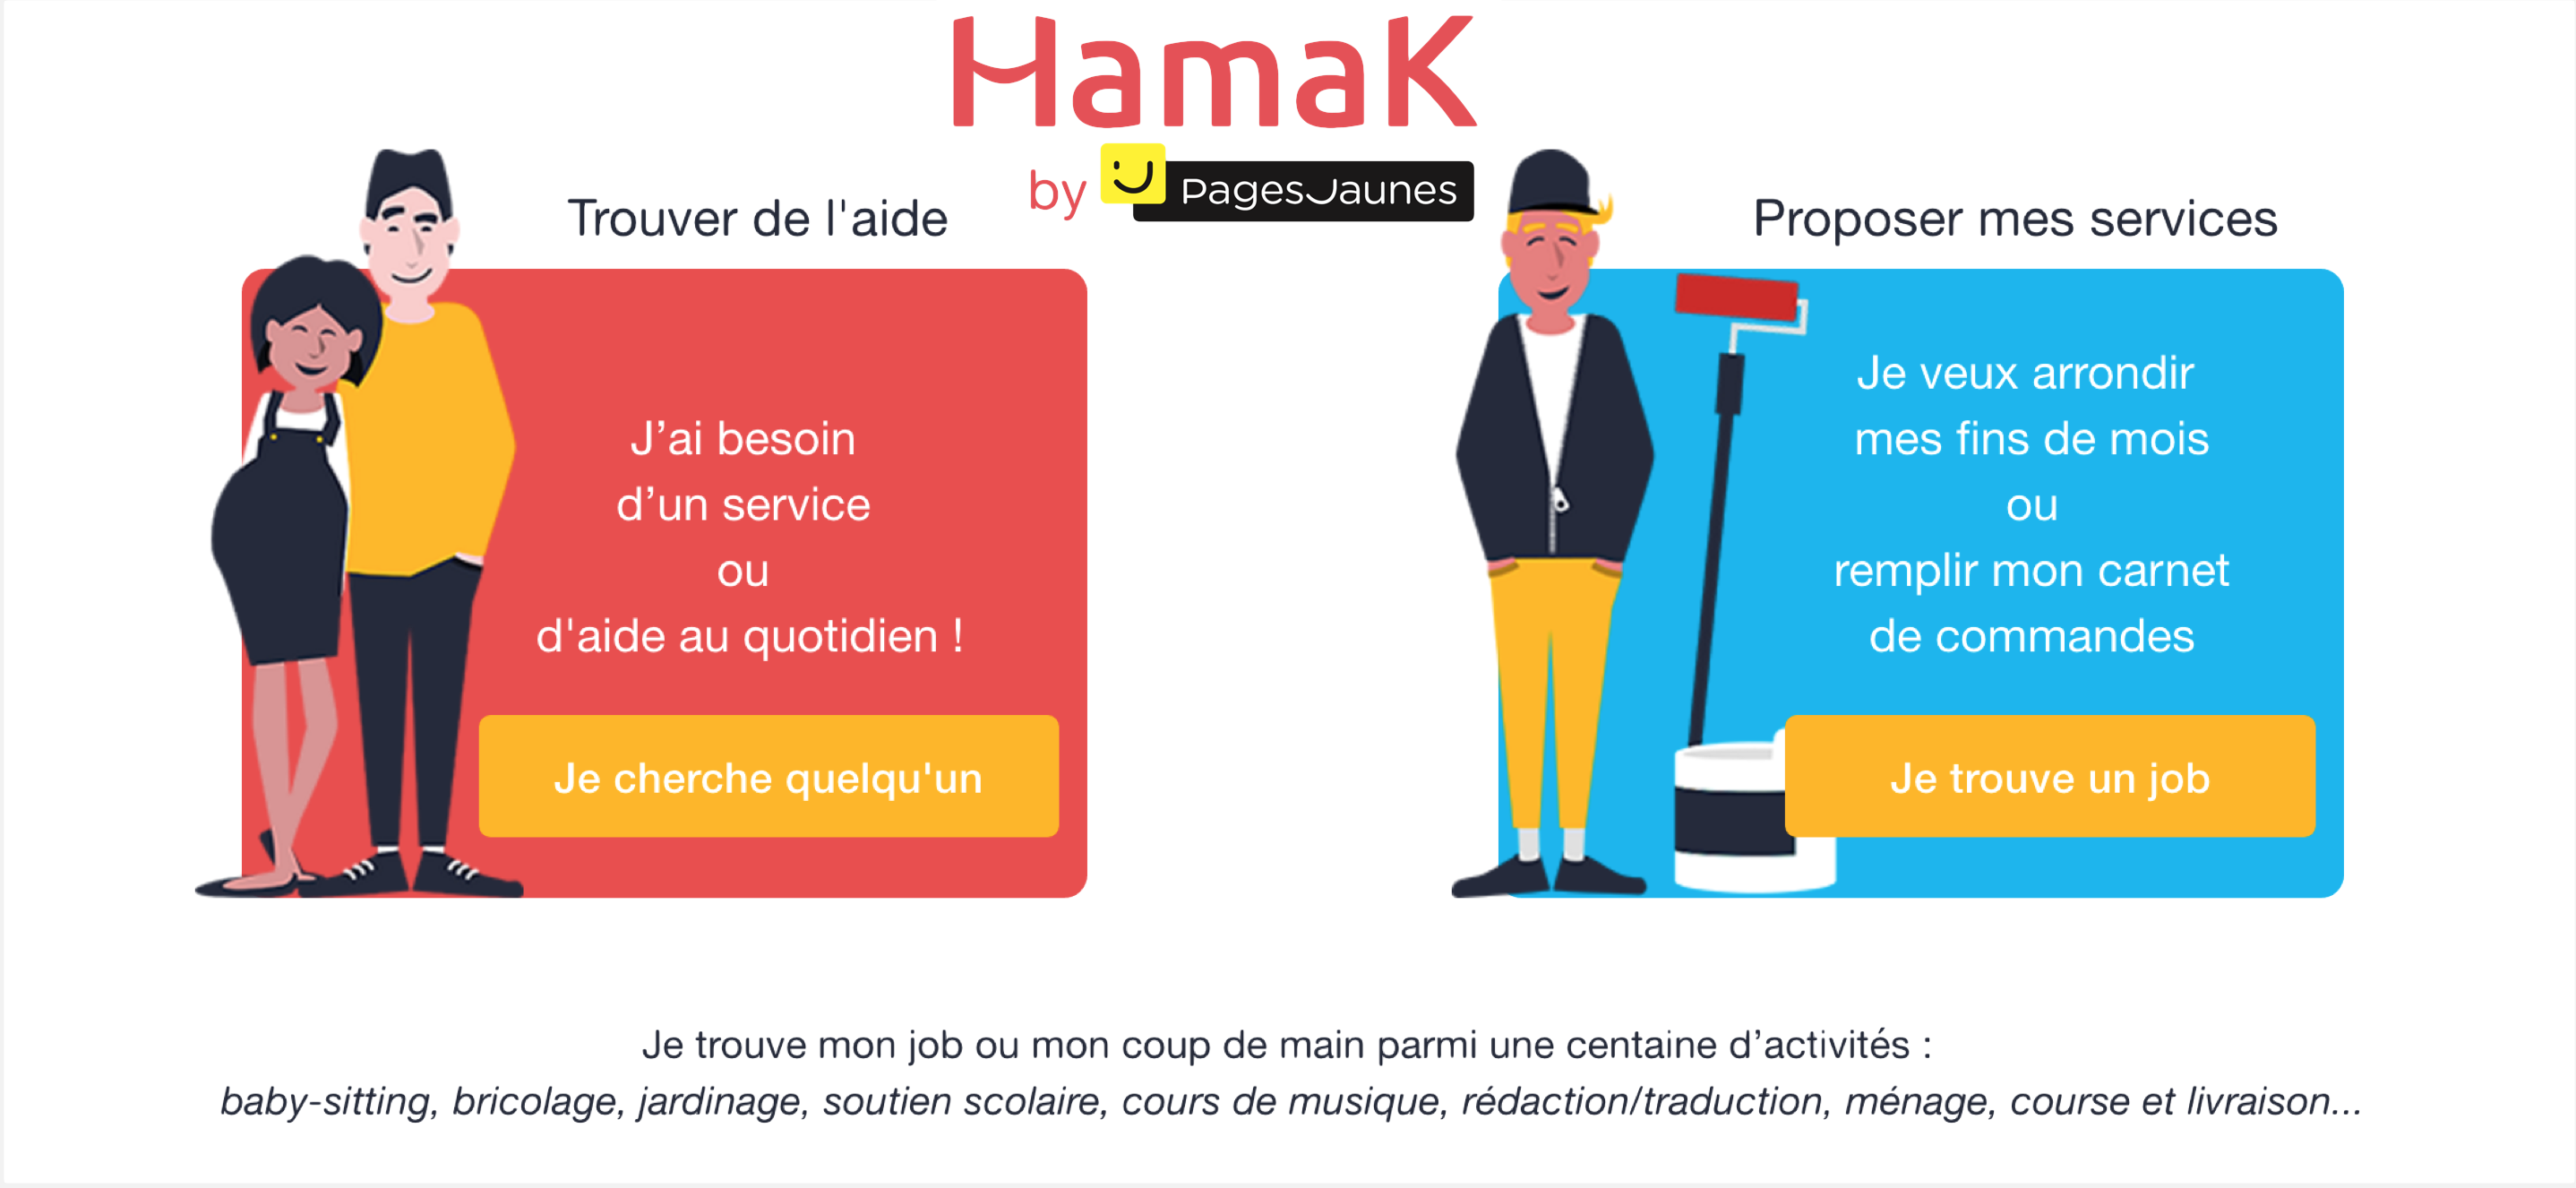 HamaK
by PagesJaunes
Trouver de l'aide
J’ai besoin
d’un service
ou
d'aide au quotidien !
Je cherche quelqu'un
Proposer mes services
Je veux arrondir
mes fins de mois
ou
remplir mon carnet
de commandes
Je trouve un job
Je trouve mon job ou mon coup de main parmi une centaine d’activités :
baby-sitting, bricolage, jardinage, soutien scolaire, cours de musique, rédaction/traduction, ménage, course et livraison...